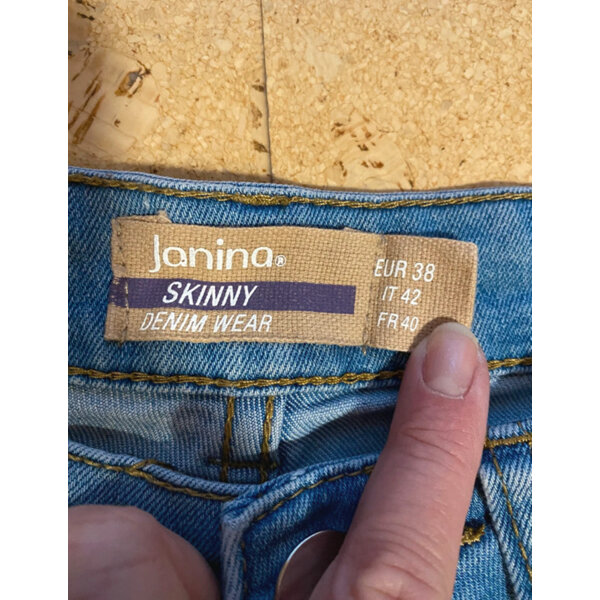 Janina®
SKINNY
DENIM WEAR
EUR 38
IT 42
FR 40